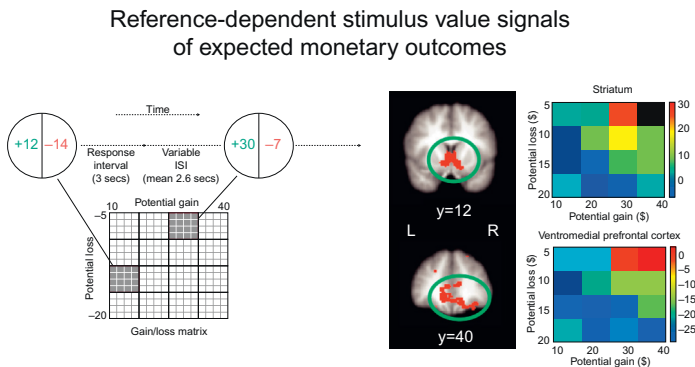 Reference-dependent stimulus value signals
of expected monetary outcomes
Time
+12 −14
+30 −7
Response
interval
(3 secs)
Variable
ISI
(mean 2.6 secs)
Potential gain
10 40
−5
Potential loss
−20
Gain/loss matrix
y=12
L R
y=40
Striatum
Potential loss ($)
5
10
15
20
10 20 30 40
Potential gain ($)
30
20
10
0
Ventromedial prefrontal cortex
Potential loss ($)
5
10
15
20
10 20 30 40
Potential gain ($)
0
−5
−10
−15
−20
−25